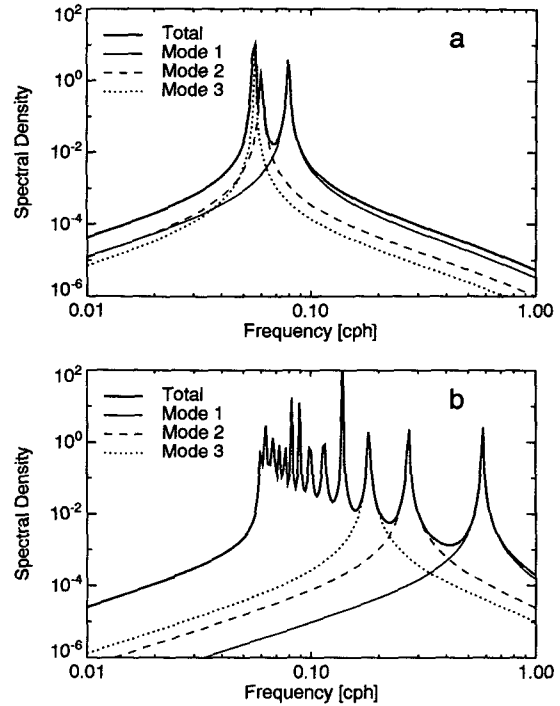 a
Total
Mode 1
Mode 2
Mode 3
Spectral Density
10²
10⁰
10⁻²
10⁻⁴
10⁻⁶
0.01
0.10
1.00
Frequency [cph]
b
Total
Mode 1
Mode 2
Mode 3
Spectral Density
10²
10⁰
10⁻²
10⁻⁴
10⁻⁶
0.01
0.10
1.00
Frequency [cph]